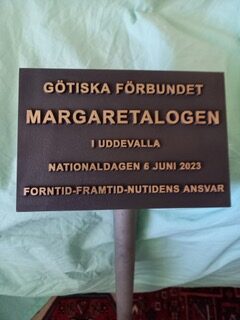 GÖTISKA FÖRBUNDET
MARGARETALOGEN
I UDDEVALLA
NATIONALDAGEN 6 JUNI 2023
FORNTID-FRAMTID-NUTIDENS ANSVAR